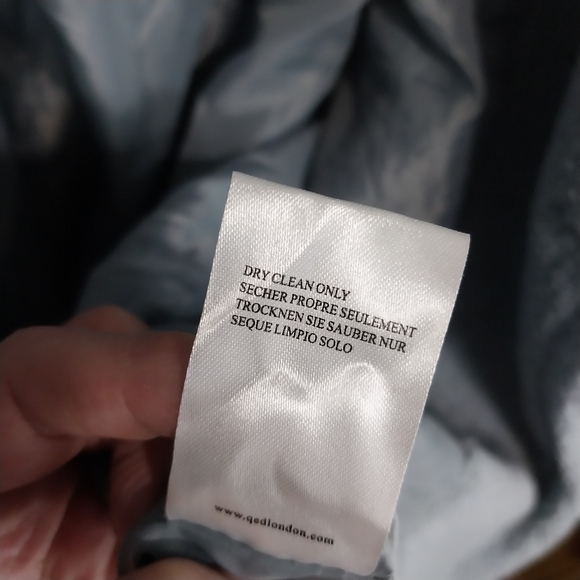 DRY CLEAN ONLY
SECHER PROPRE SEULEMENT
TROCKNEN SIE SAUBER NUR
SEQUE LIMPIO SOLO
www.qedlondon.com